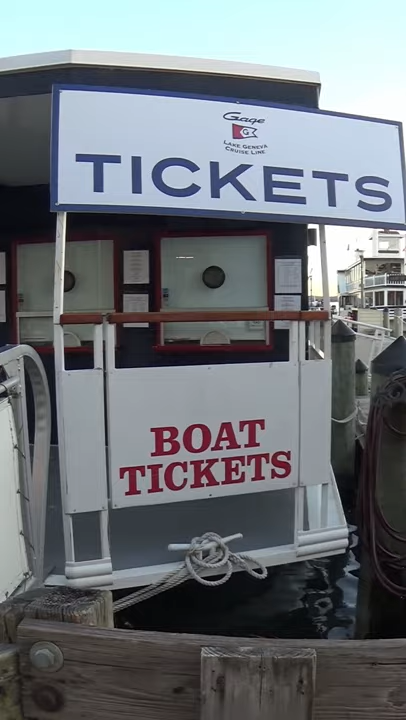 Gage
LAKE GENEVA
CRUISE LINE
TICKETS
BOAT
TICKETS